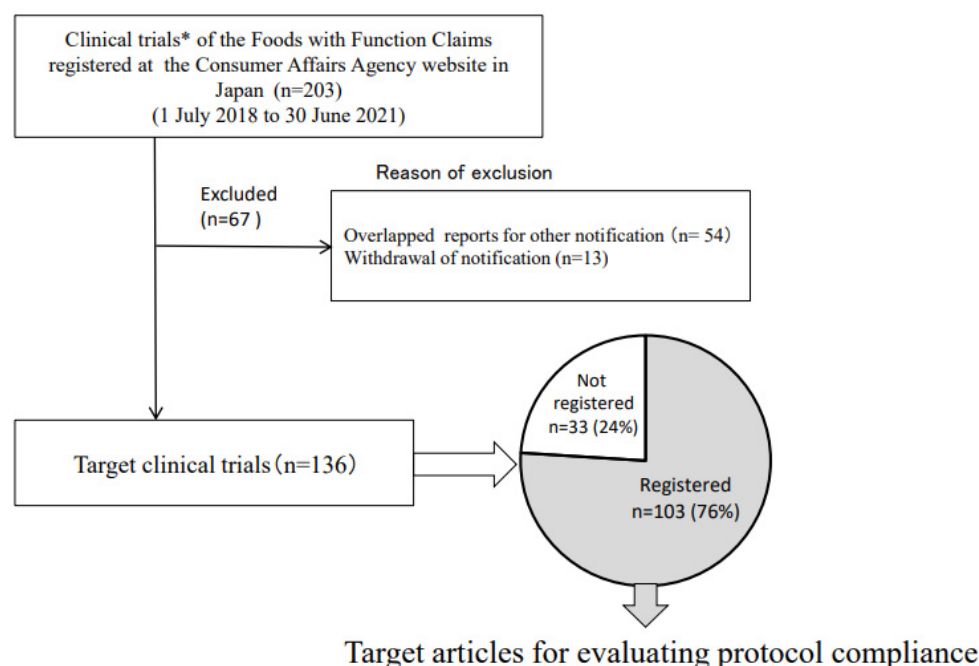 Clinical trials* of the Foods with Function Claims
registered at the Consumer Affairs Agency website in
Japan (n=203)
(1 July 2018 to 30 June 2021)
Reason of exclusion
Excluded
(n=67 )
Overlapped reports for other notification（n= 54）
Withdrawal of notification (n=13)
Target clinical trials（n=136）
Not
registered
n=33 (24%)
Registered
n=103 (76%)
Target articles for evaluating protocol compliance